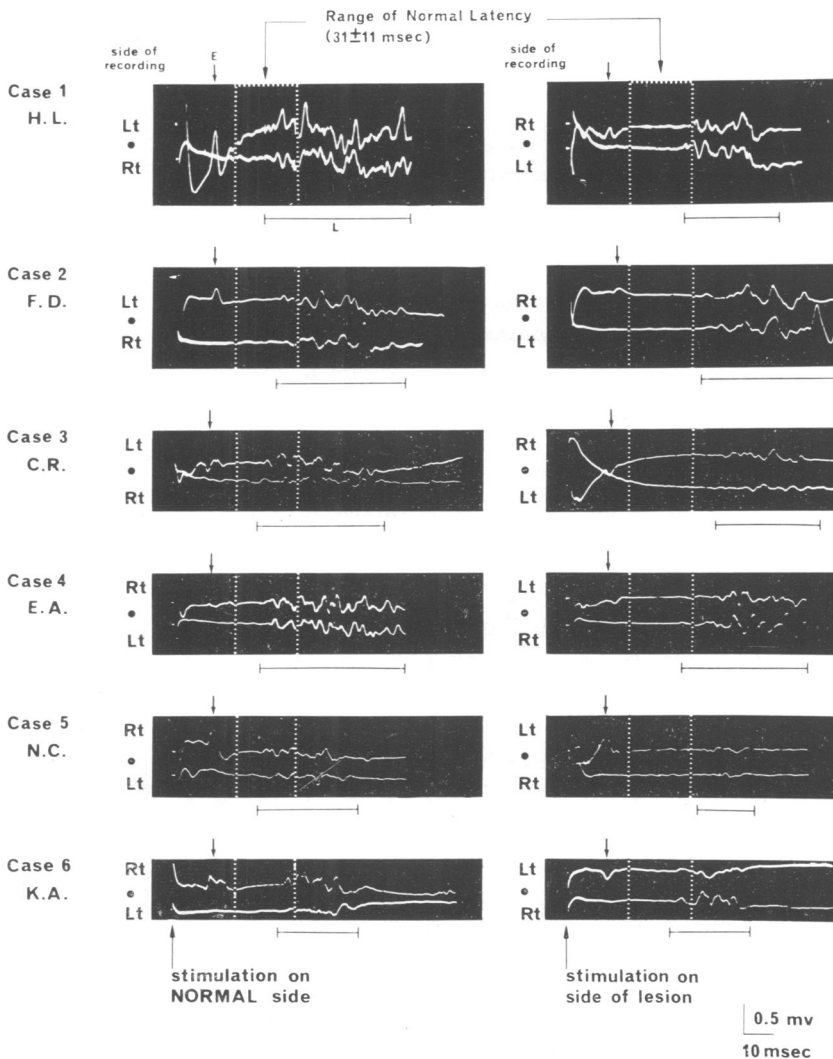 Range of Normal Latency
(31±11 msec)
side of
recording
E
side of
recording
Case 1
H. L.
Lt
Rt
Rt
Lt
L
Case 2
F. D.
Lt
Rt
Rt
Lt
Case 3
C.R.
Lt
Rt
Rt
Lt
Case 4
E. A.
Rt
Lt
Lt
Rt
Case 5
N.C.
Rt
Lt
Lt
Rt
Case 6
K.A.
Rt
Lt
Lt
Rt
stimulation on
NORMAL side
stimulation on
side of lesion
0.5 mv
10 msec